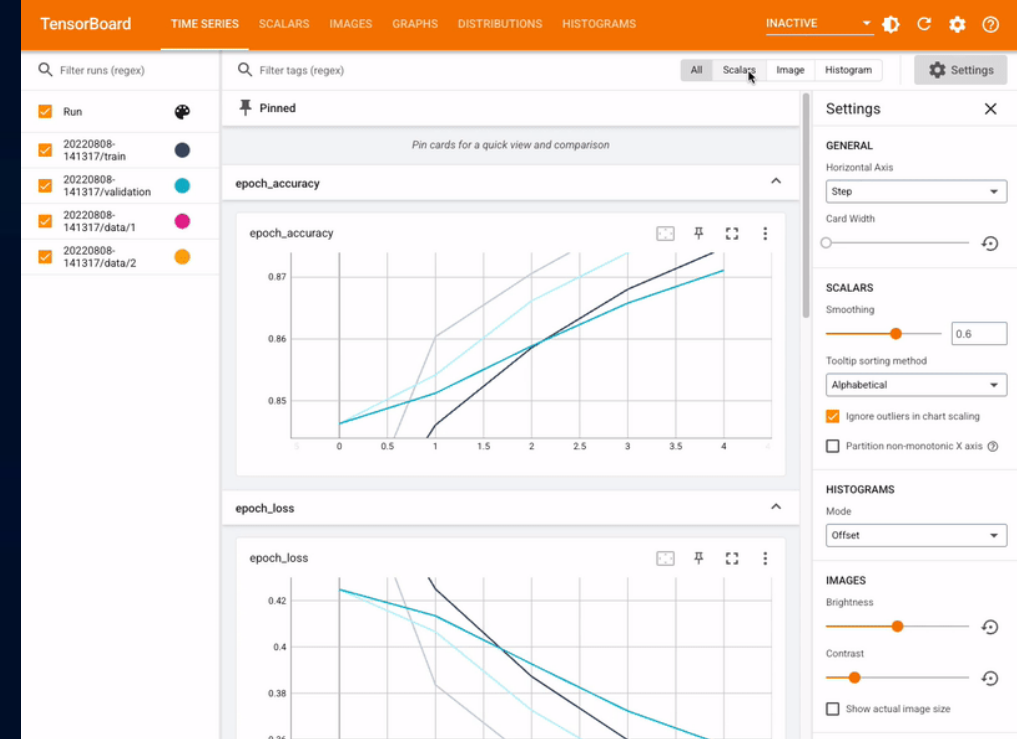 TensorBoard
TIME SERIES SCALARS IMAGES GRAPHS DISTRIBUTIONS HISTOGRAMS
INACTIVE
Filter runs (regex)
Filter tags (regex)
All Scalars Image Histogram
Settings
Run
20220808-
141317/train
20220808-
141317/validation
20220808-
141317/data/1
20220808-
141317/data/2
Pinned
Pin cards for a quick view and comparison
epoch_accuracy
epoch_accuracy
0.87
0.86
0.85
5 0 0.5 1 1.5 2 2.5 3 3.5 4 4
epoch_loss
epoch_loss
0.42
0.4
0.38
Settings
GENERAL
Horizontal Axis
Step
Card Width
SCALARS
Smoothing
0.6
Tooltip sorting method
Alphabetical
Ignore outliers in chart scaling
Partition non-monotonic X axis
HISTOGRAMS
Mode
Offset
IMAGES
Brightness
Contrast
Show actual image size